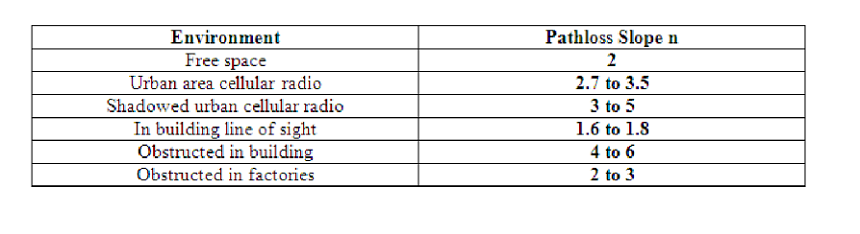 Environment Pathloss Slope n
Free space 2
Urban area cellular radio 2.7 to 3.5
Shadowed urban cellular radio 3 to 5
In building line of sight 1.6 to 1.8
Obstructed in building 4 to 6
Obstructed in factories 2 to 3